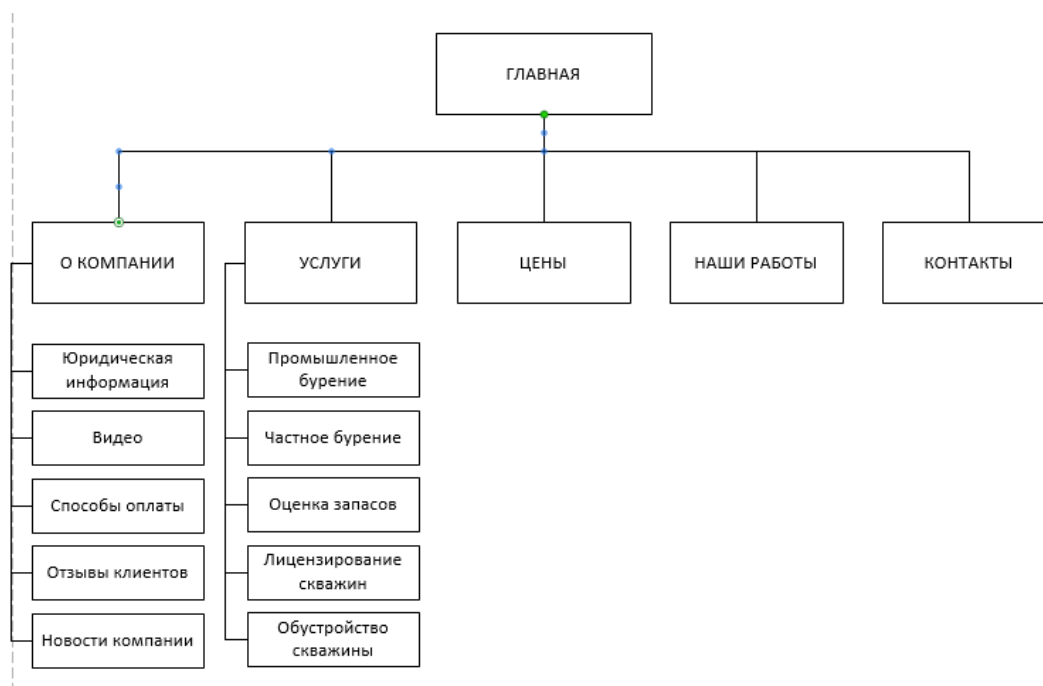 ГЛАВНАЯ
О КОМПАНИИ
УСЛУГИ
ЦЕНЫ
НАШИ РАБОТЫ
КОНТАКТЫ
Юридическая
информация
Видео
Способы оплаты
Отзывы клиентов
Новости компании
Промышленное
бурение
Частное бурение
Оценка запасов
Лицензирование
скважин
Обустройство
скважины